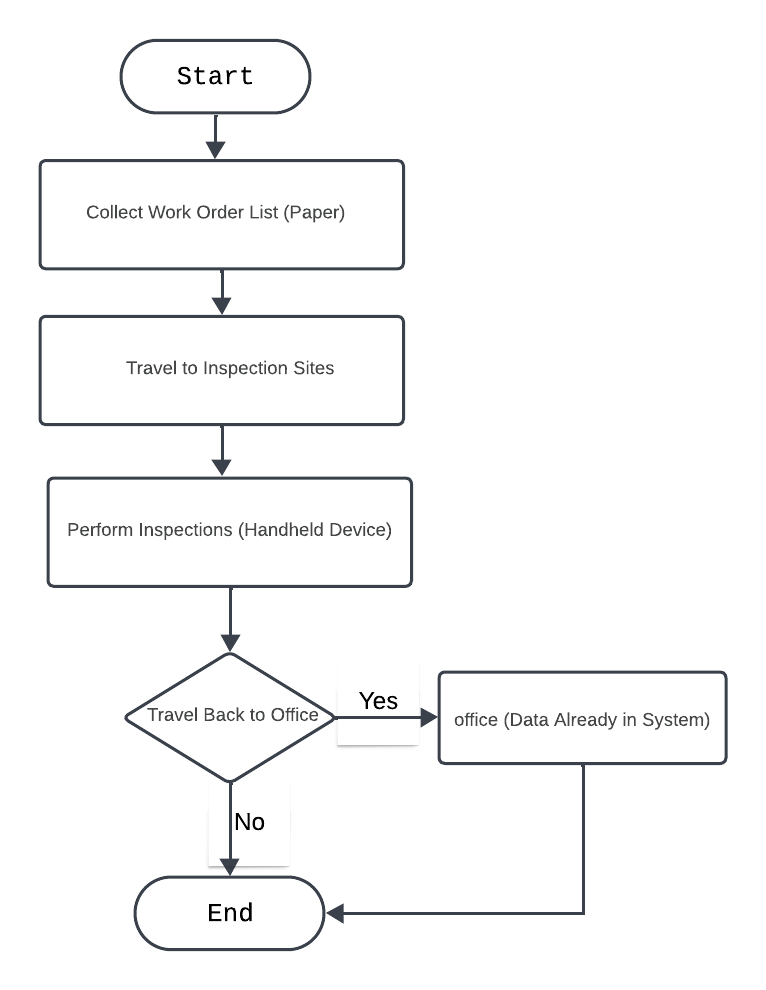 Start
Collect Work Order List (Paper)
Travel to Inspection Sites
Perform Inspections (Handheld Device)
Travel Back to Office
Yes
office (Data Already in System)
No
End